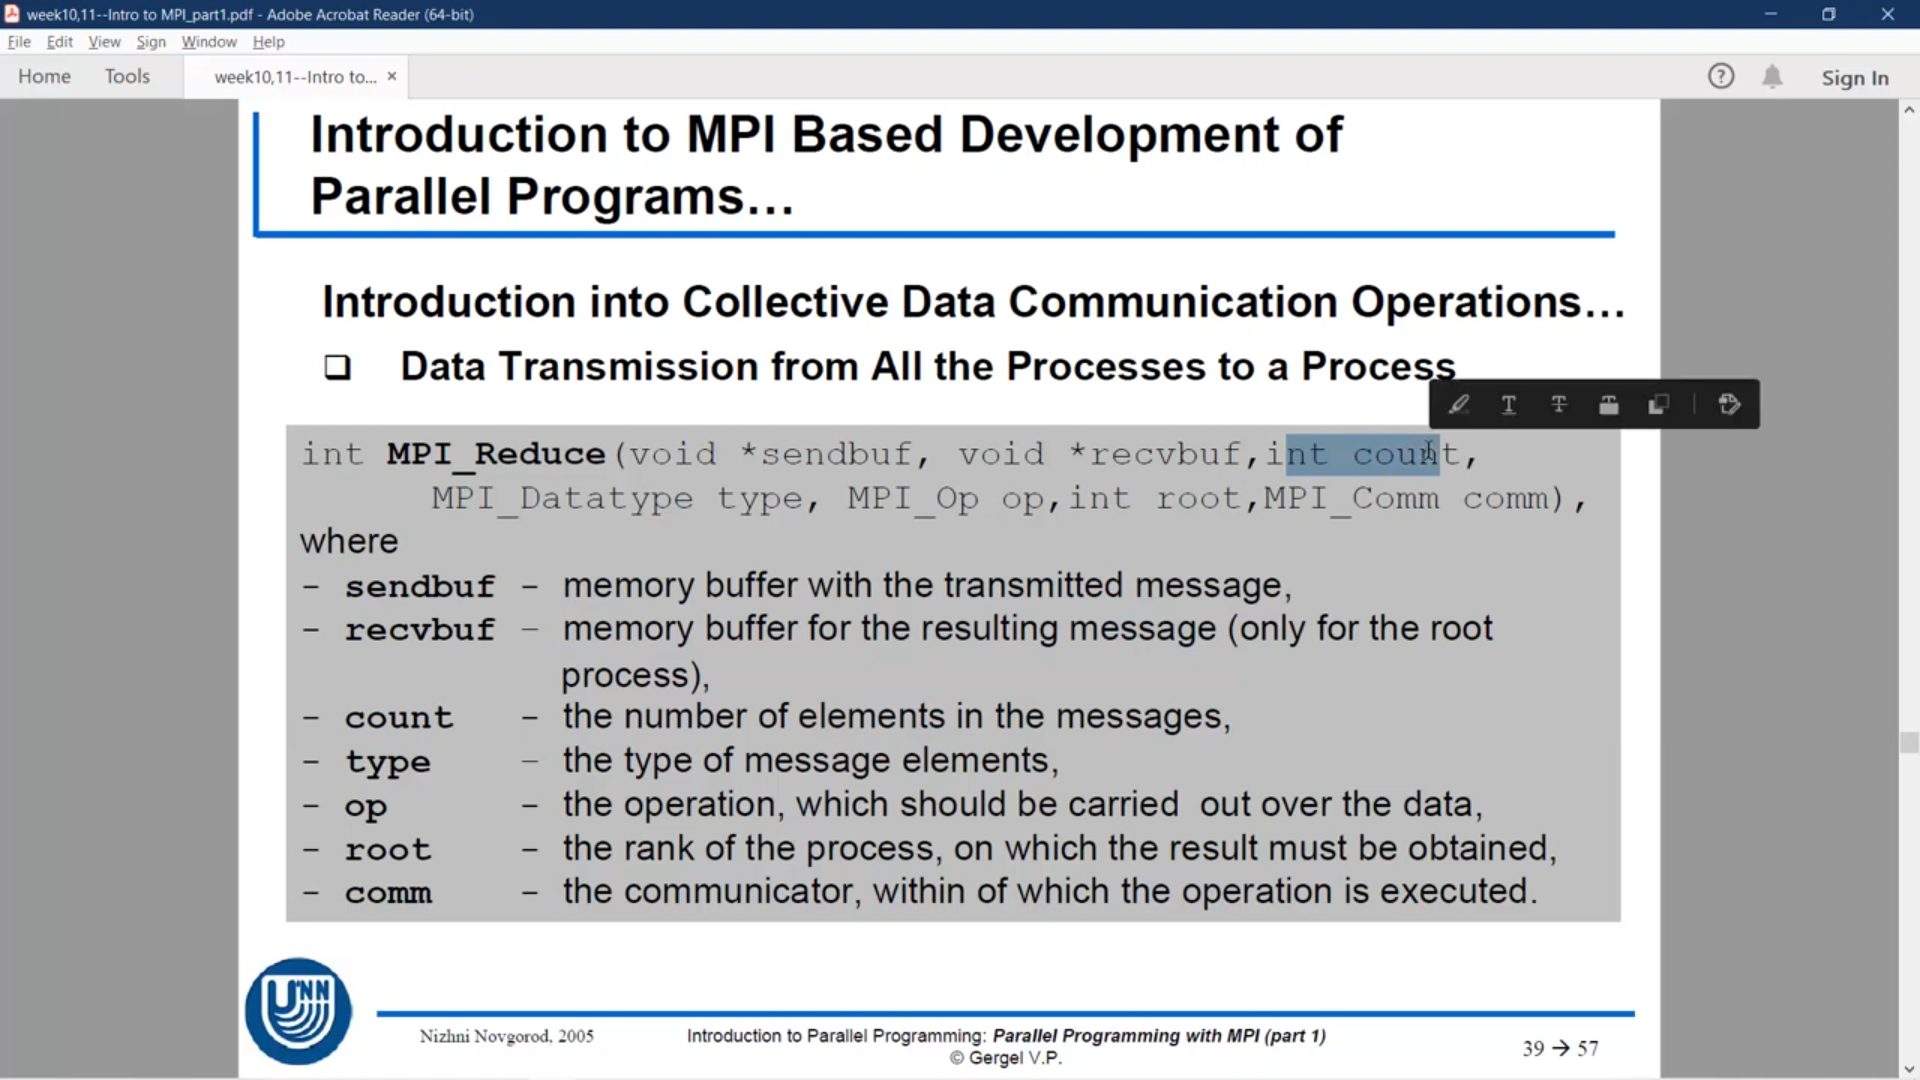 week10,11--Intro to MPI_part1.pdf - Adobe Acrobat Reader (64-bit)
File Edit View Sign Window Help
Home Tools week10,11--Intro to... × Sign In
Introduction to MPI Based Development of
Parallel Programs…
Introduction into Collective Data Communication Operations…
❑ Data Transmission from All the Processes to a Process
int MPI_Reduce(void *sendbuf, void *recvbuf,int count,
MPI_Datatype type, MPI_Op op,int root,MPI_Comm comm),
where
- sendbuf - memory buffer with the transmitted message,
- recvbuf - memory buffer for the resulting message (only for the root
process),
- count - the number of elements in the messages,
- type - the type of message elements,
- op - the operation, which should be carried out over the data,
- root - the rank of the process, on which the result must be obtained,
- comm - the communicator, within of which the operation is executed.
UNN
Nizhni Novgorod, 2005 Introduction to Parallel Programming: Parallel Programming with MPI (part 1)
© Gergel V.P.
39 → 57